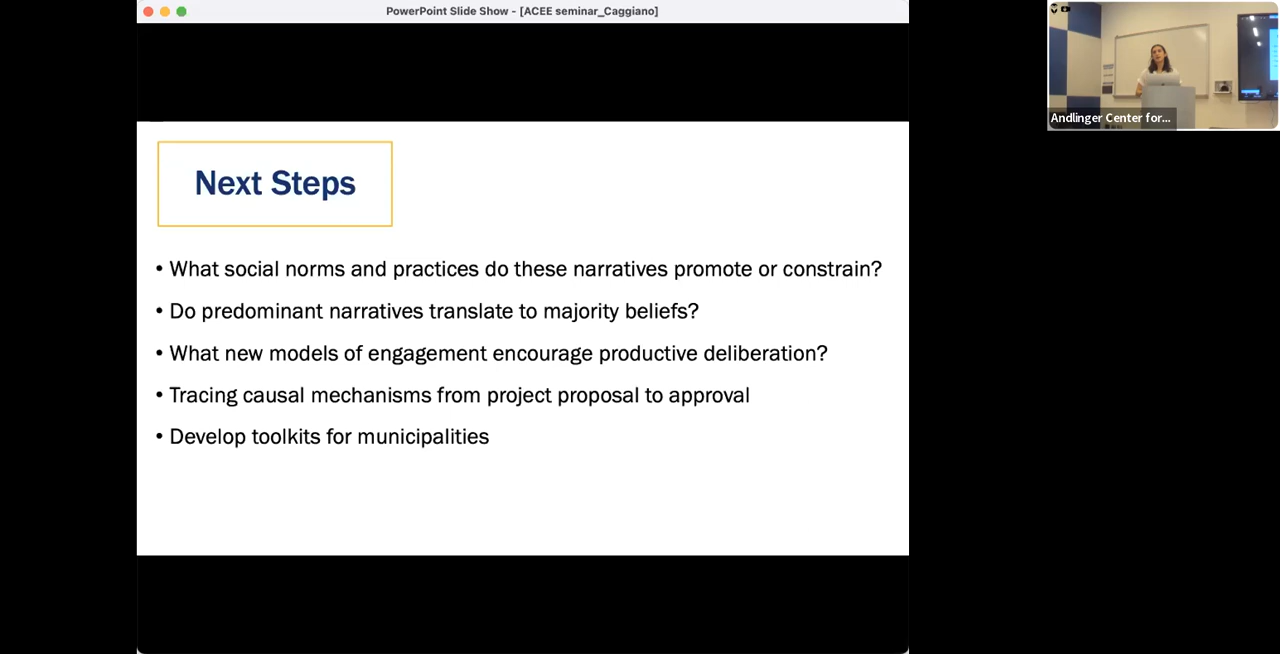 PowerPoint Slide Show - [ACEE seminar_Caggiano]
Andlinger Center for...
Next Steps
• What social norms and practices do these narratives promote or constrain?
• Do predominant narratives translate to majority beliefs?
• What new models of engagement encourage productive deliberation?
• Tracing causal mechanisms from project proposal to approval
• Develop toolkits for municipalities